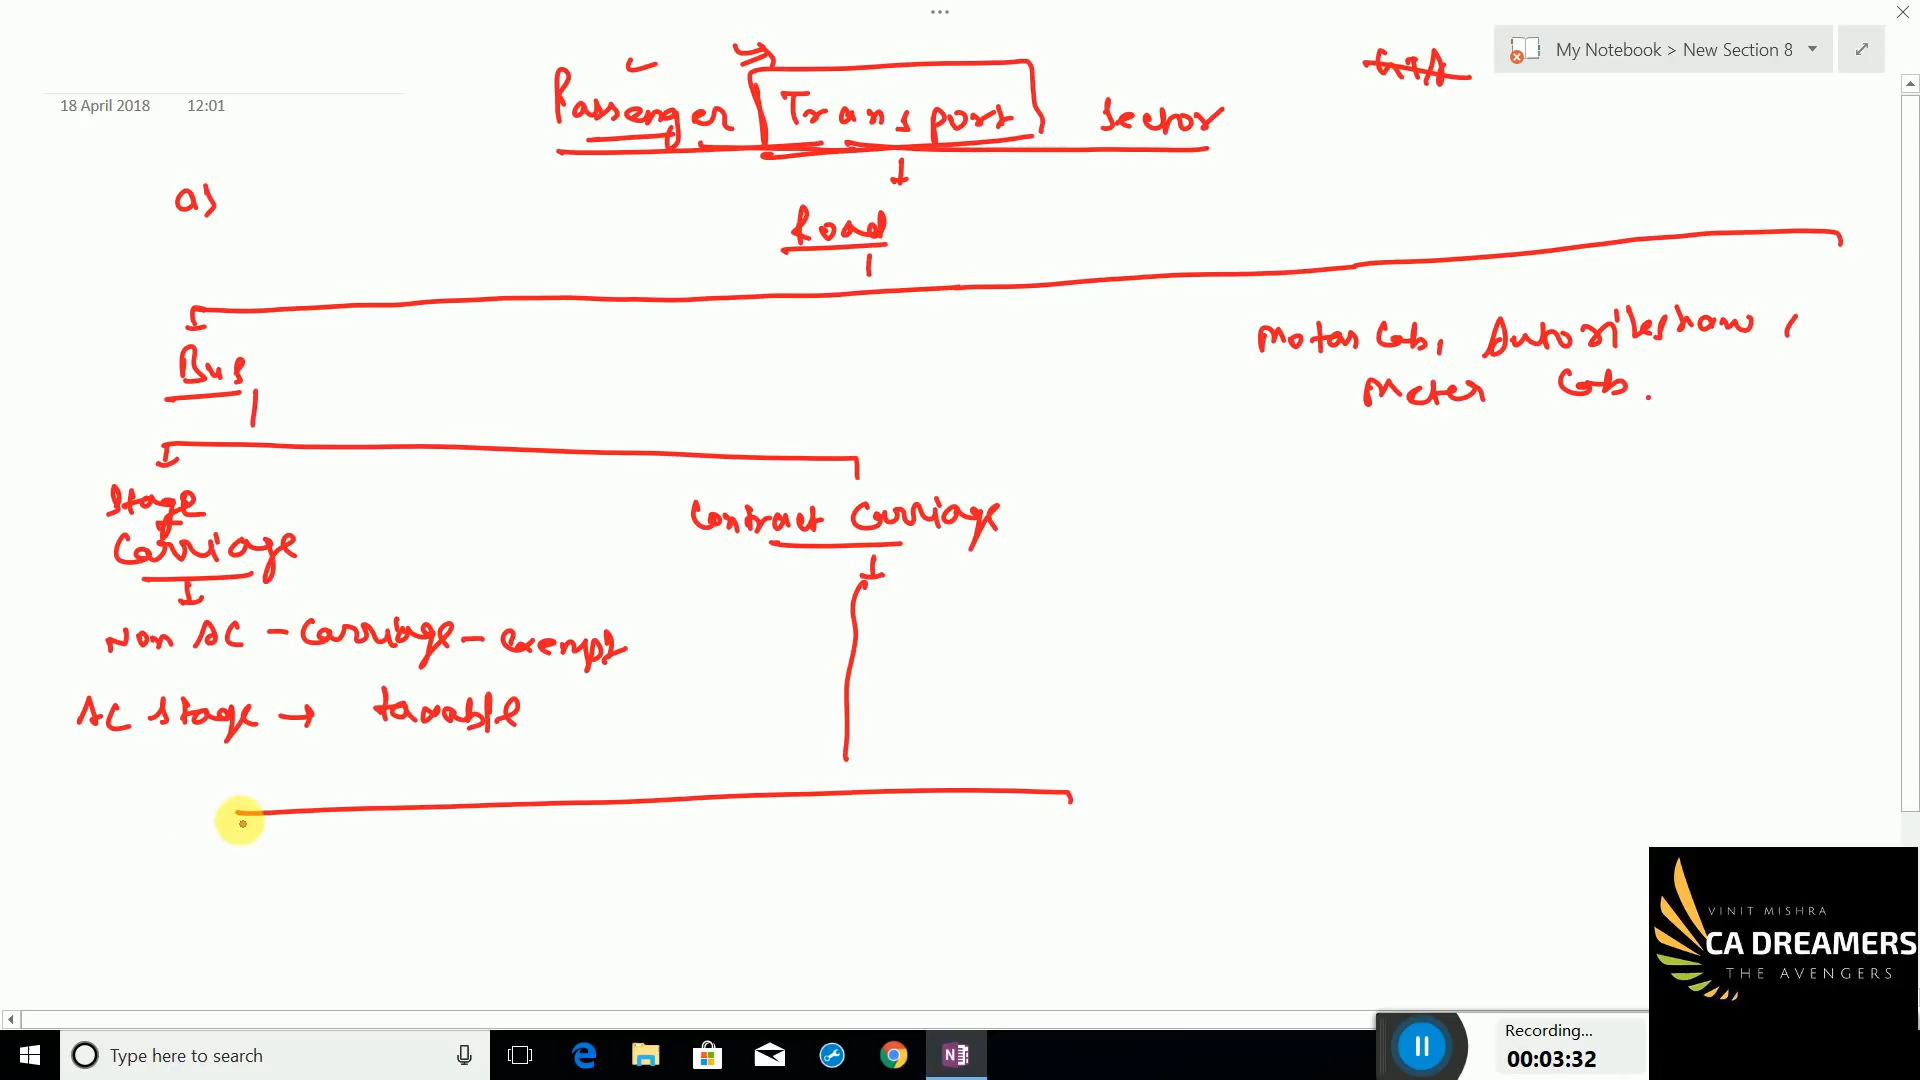 My Notebook > New Section 8
18 April 2018 12:01
Passenger Transport Sector
GTA
a)
Road
Bus
Motor Cab, Autorikshaw,
Meter Cab.
Stage
Carriage
Contract Carriage
Non AC - Carriage - exempt
AC Stage → taxable
VINIT MISHRA
CA DREAMERS
THE AVENGERS
Type here to search
Recording...
00:03:32